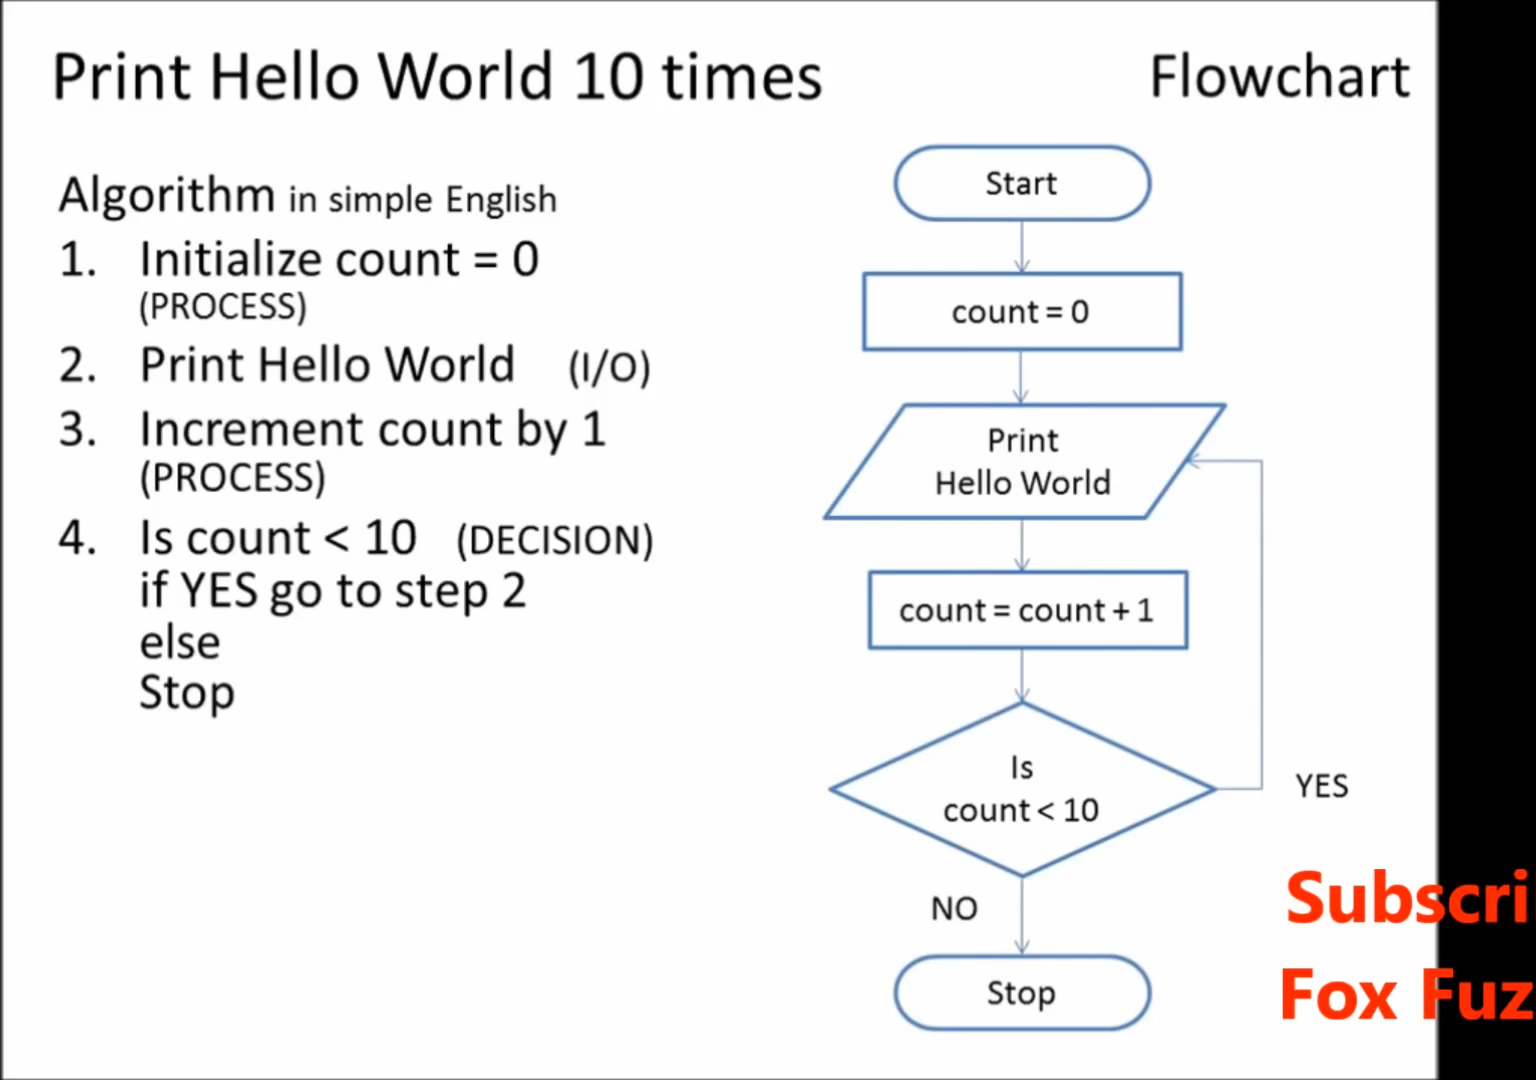 Print Hello World 10 times
Flowchart
Algorithm in simple English
1. Initialize count = 0
(PROCESS)
2. Print Hello World (I/O)
3. Increment count by 1
(PROCESS)
4. Is count < 10 (DECISION)
if YES go to step 2
else
Stop
Start
count = 0
Print
Hello World
count = count + 1
Is
count < 10
YES
NO
Stop
Subscri
Fox Fuz